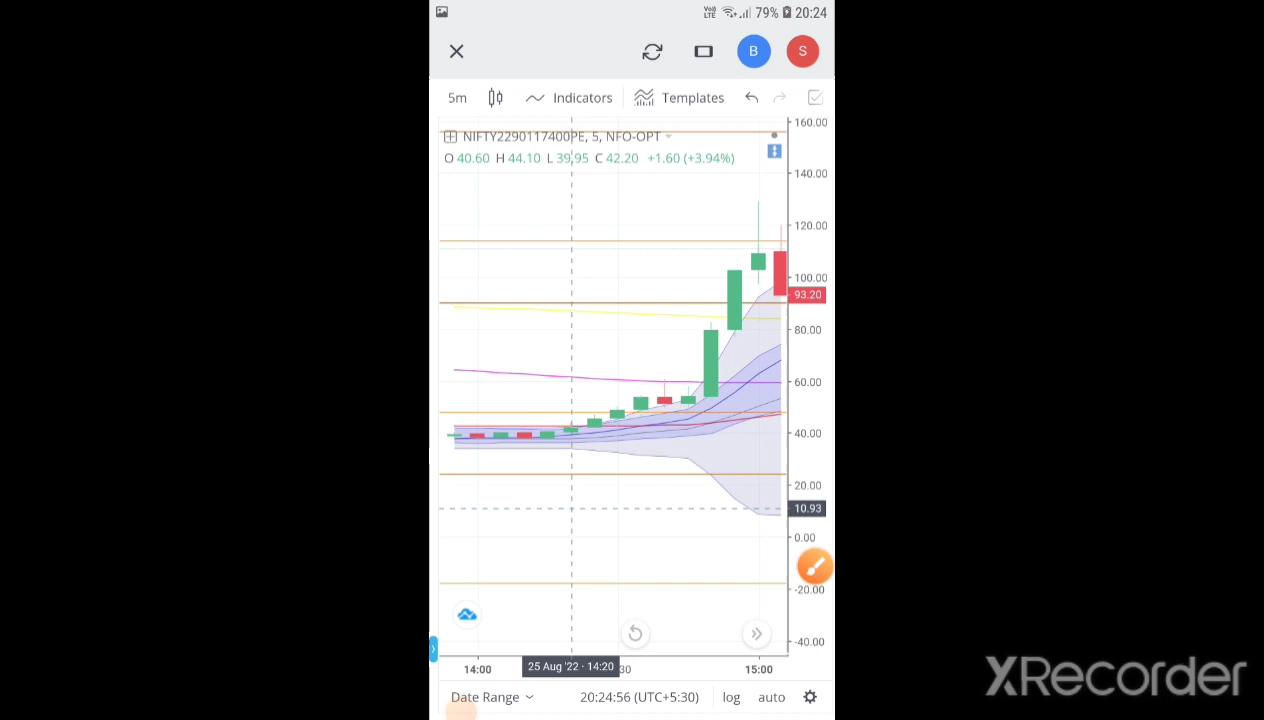 Vo) LTE 79% 20:24
B S
5m Indicators Templates
NIFTY2290117400PE, 5, NFO-OPT
O 40.60 H 44.10 L 39.95 C 42.20 +1.60 (+3.94%)
160.00
140.00
120.00
100.00
93.20
80.00
60.00
40.00
20.00
10.93
0.00
-20.00
-40.00
14:00 25 Aug '22 - 14:20 :30 15:00
Date Range 20:24:56 (UTC+5:30) log auto
XRecorder